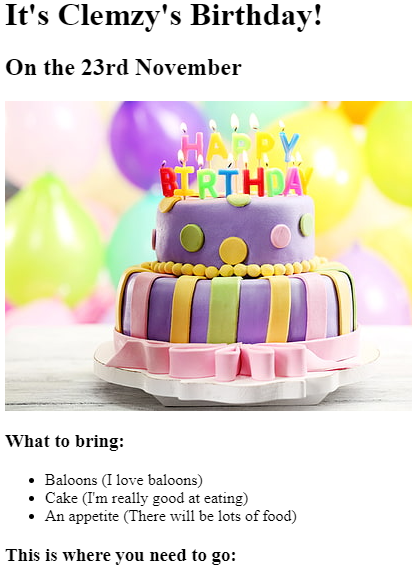 It's Clemzy's Birthday!
On the 23rd November
HAPPY
BIRTHDAY
What to bring:
Baloons (I love baloons)
Cake (I'm really good at eating)
An appetite (There will be lots of food)
This is where you need to go: